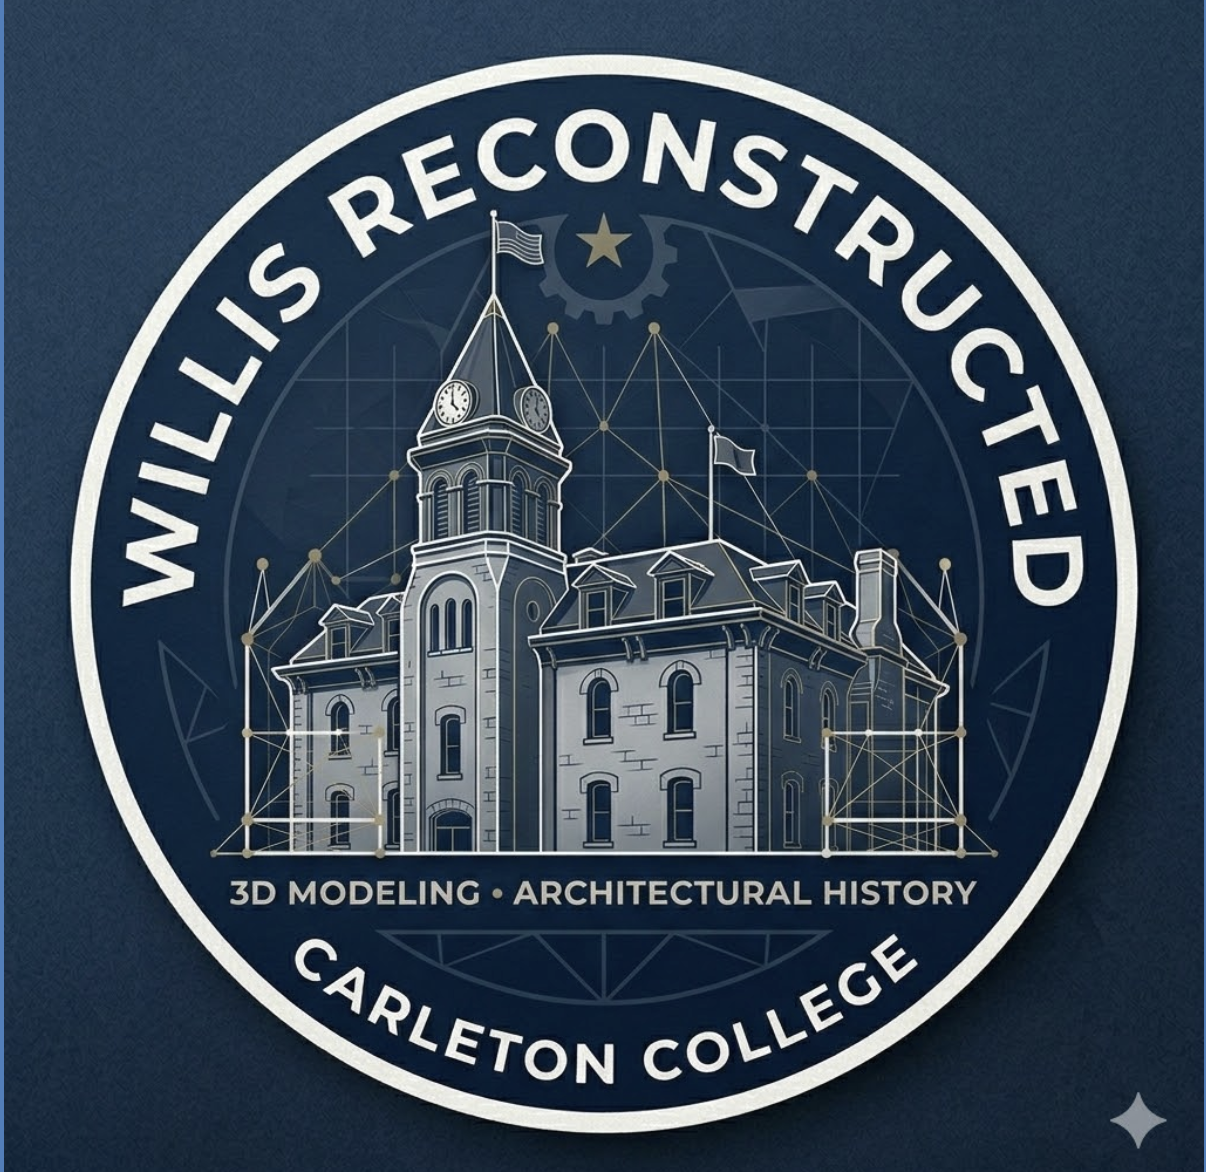 WILLIS RECONSTRUCTED
3D MODELING • ARCHITECTURAL HISTORY
CARLETON COLLEGE